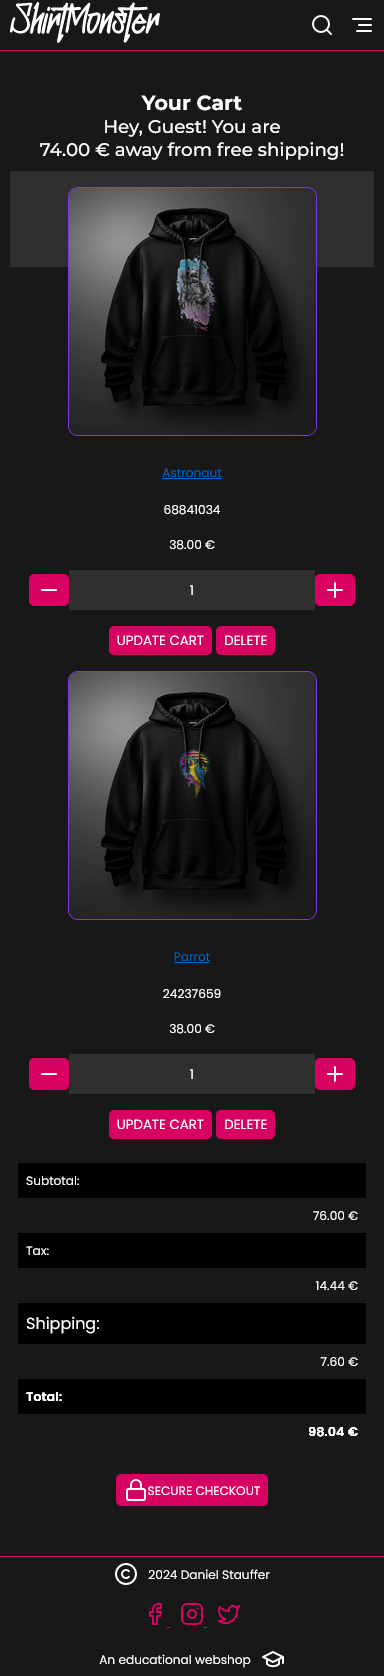 ShirtMonster
Your Cart
Hey, Guest! You are
74.00 € away from free shipping!
Astronaut
68841034
38.00 €
1
UPDATE CART DELETE
Parrot
24237659
38.00 €
1
UPDATE CART DELETE
Subtotal:
76.00 €
Tax:
14.44 €
Shipping:
7.60 €
Total:
98.04 €
SECURE CHECKOUT
© 2024 Daniel Stauffer
An educational webshop